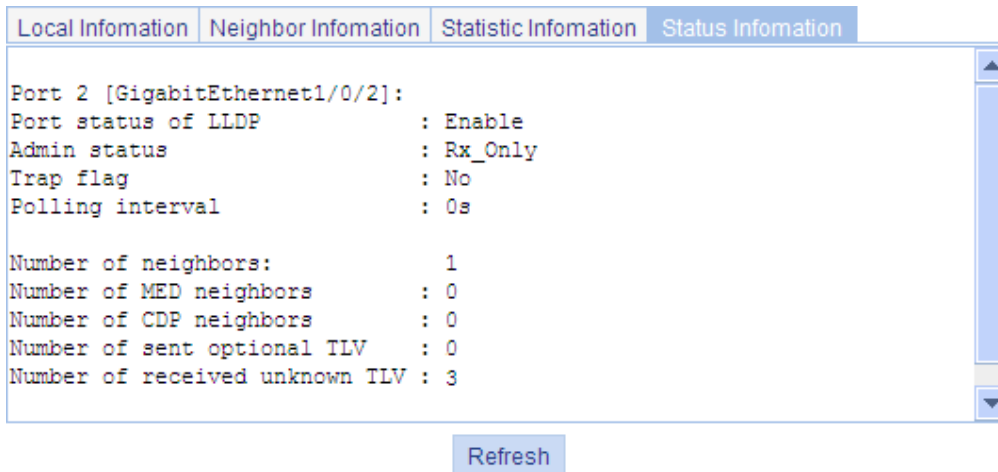 Local Infomation Neighbor Infomation Statistic Infomation Status Infomation
Port 2 [GigabitEthernet1/0/2]:
Port status of LLDP : Enable
Admin status : Rx_Only
Trap flag : No
Polling interval : 0s
Number of neighbors: 1
Number of MED neighbors : 0
Number of CDP neighbors : 0
Number of sent optional TLV : 0
Number of received unknown TLV : 3
Refresh